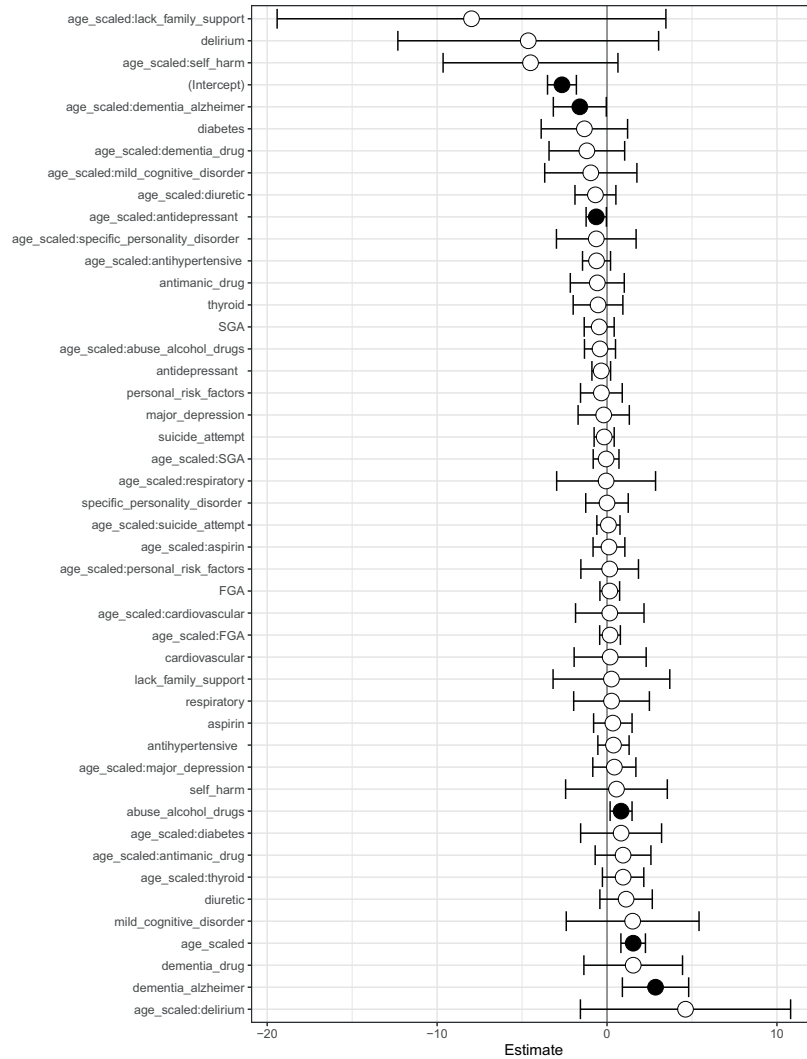 age_scaled:lack_family_support
delirium
age_scaled:self_harm
(Intercept)
age_scaled:dementia_alzheimer
diabetes
age_scaled:dementia_drug
age_scaled:mild_cognitive_disorder
age_scaled:diuretic
age_scaled:antidepressant
age_scaled:specific_personality_disorder
age_scaled:antihypertensive
antimanic_drug
thyroid
SGA
age_scaled:abuse_alcohol_drugs
antidepressant
personal_risk_factors
major_depression
suicide_attempt
age_scaled:SGA
age_scaled:respiratory
specific_personality_disorder
age_scaled:suicide_attempt
age_scaled:aspirin
age_scaled:personal_risk_factors
FGA
age_scaled:cardiovascular
age_scaled:FGA
cardiovascular
lack_family_support
respiratory
aspirin
antihypertensive
age_scaled:major_depression
self_harm
abuse_alcohol_drugs
age_scaled:diabetes
age_scaled:antimanic_drug
age_scaled:thyroid
diuretic
mild_cognitive_disorder
age_scaled
dementia_drug
dementia_alzheimer
age_scaled:delirium
−20 −10 0 10
Estimate